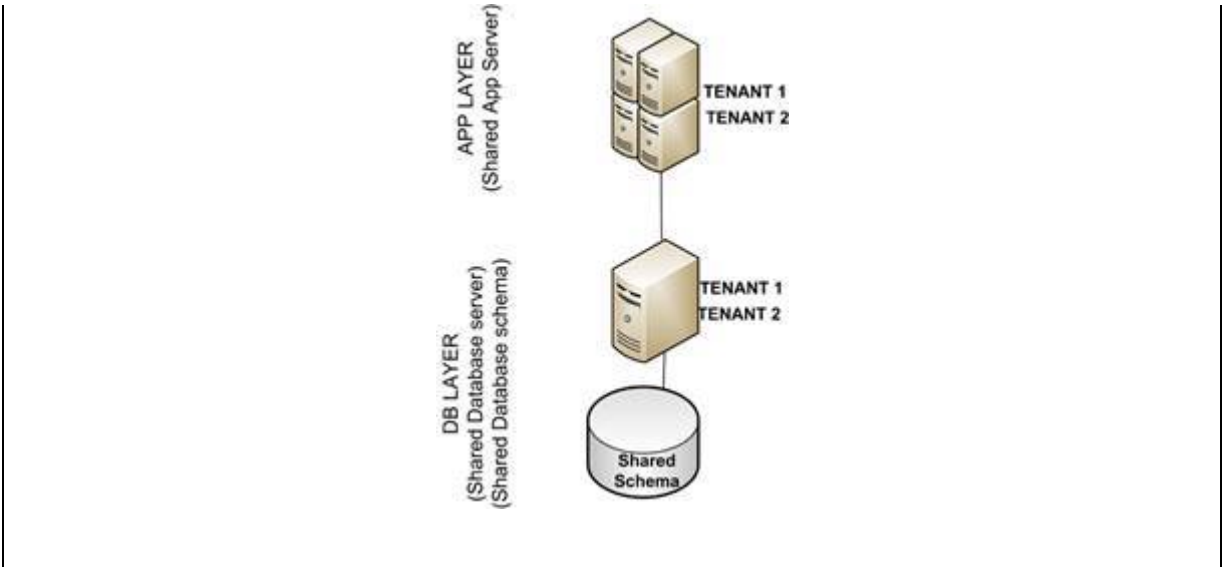 APP LAYER
(Shared App Server)
TENANT 1
TENANT 2
DB LAYER
(Shared Database server)
(Shared Database schema)
TENANT 1
TENANT 2
Shared
Schema